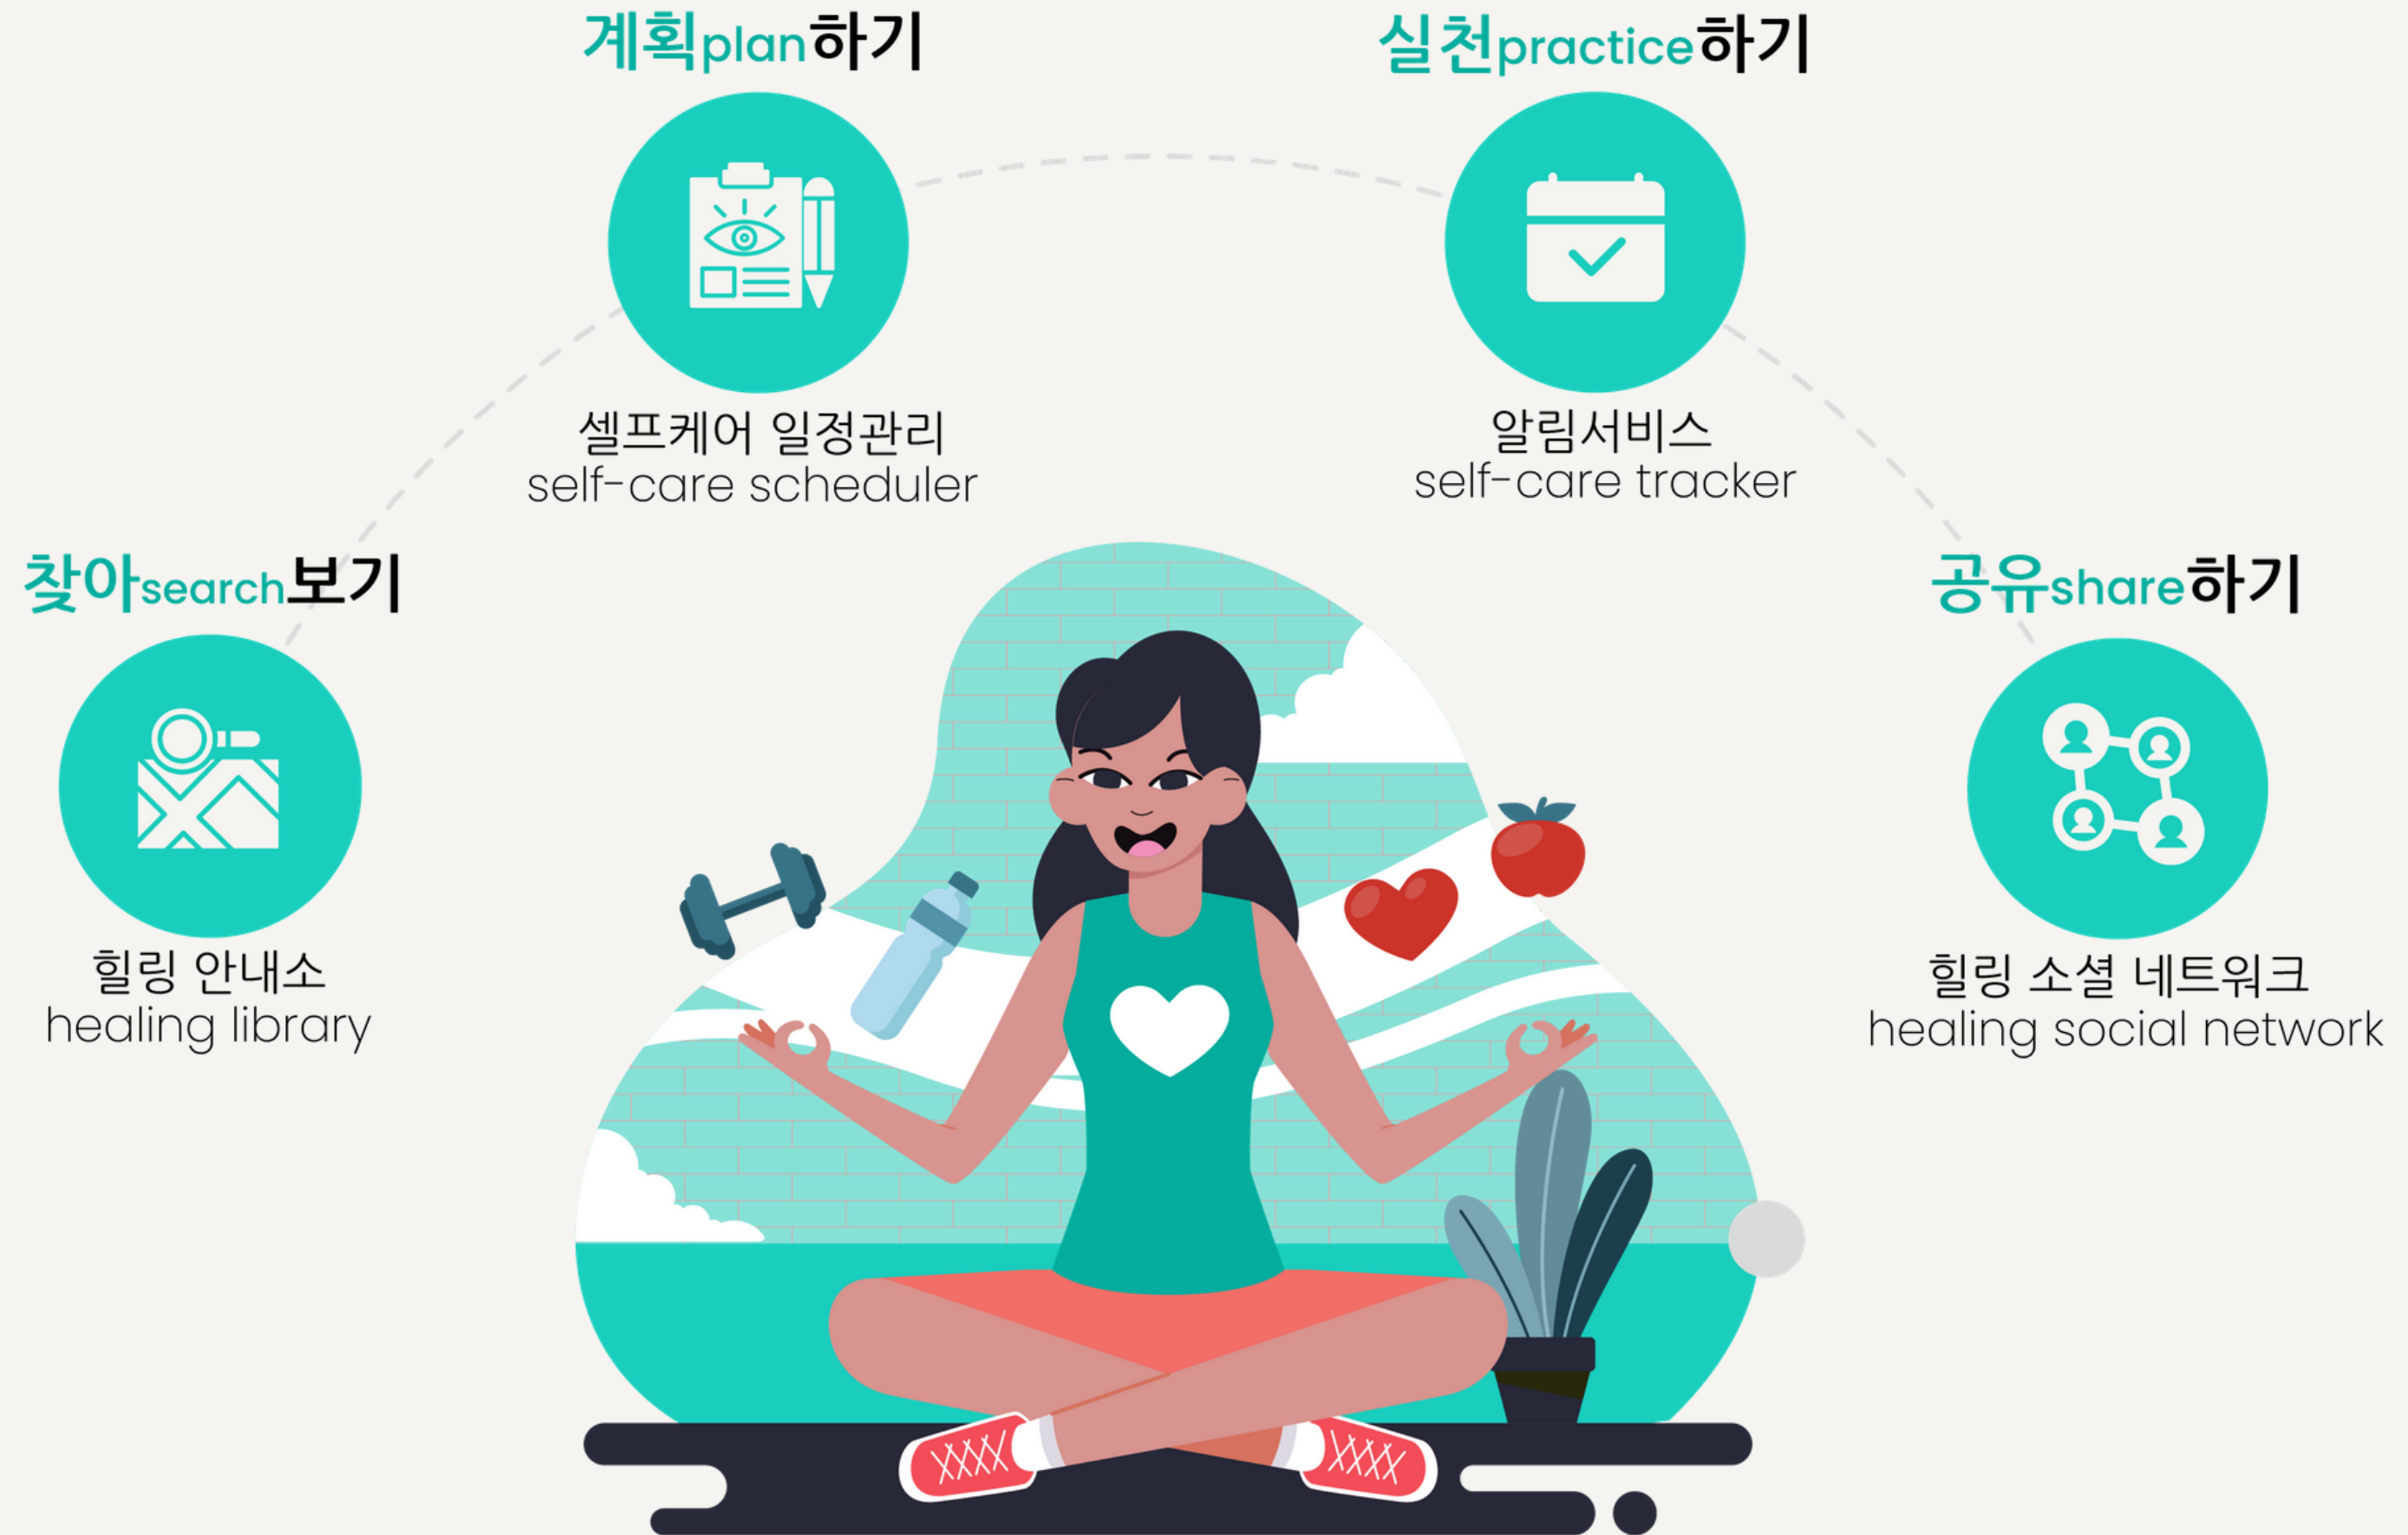 계획plan하기
셀프케어 일정관리
self-care scheduler
실천practice하기
알림서비스
self-care tracker
찾아search보기
힐링 안내소
healing library
공유share하기
힐링 소셜 네트워크
healing social network